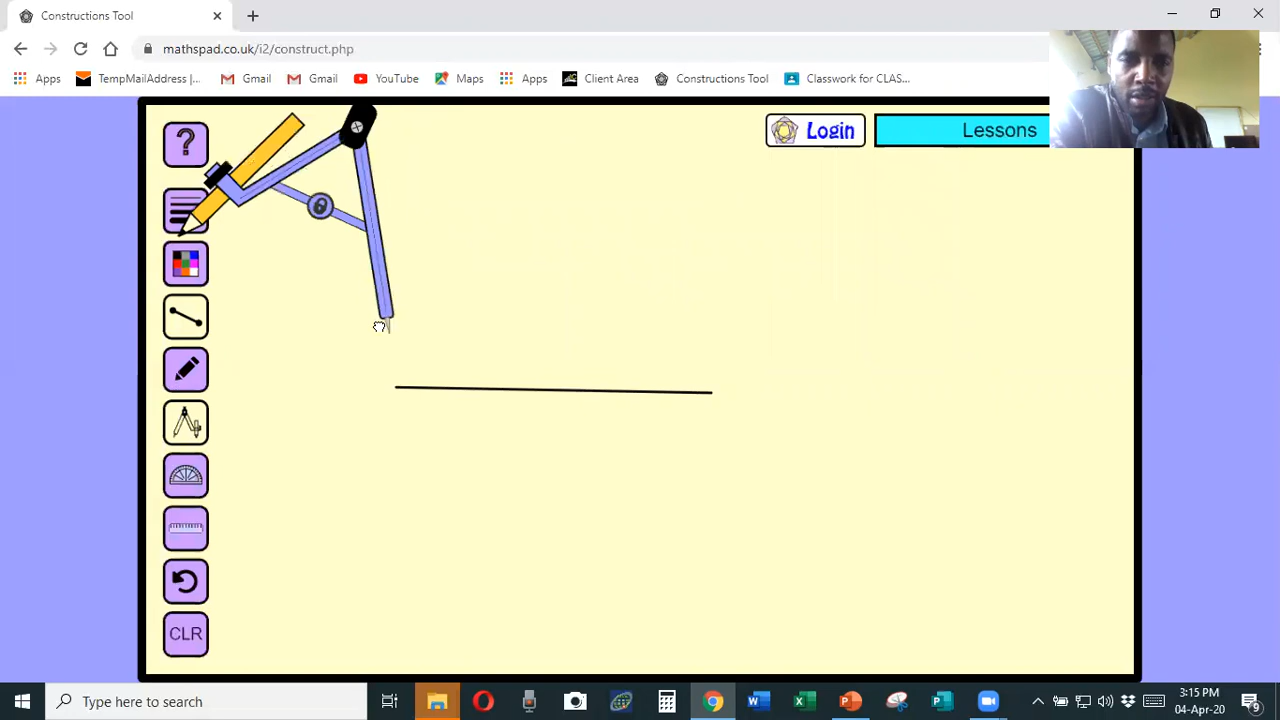 Constructions Tool
mathspad.co.uk/i2/construct.php
Apps TempMailAddress |... Gmail Gmail YouTube Maps Apps Client Area Constructions Tool Classwork for CLAS...
? Login Lessons
CLR
Type here to search
3:15 PM
04-Apr-20
9